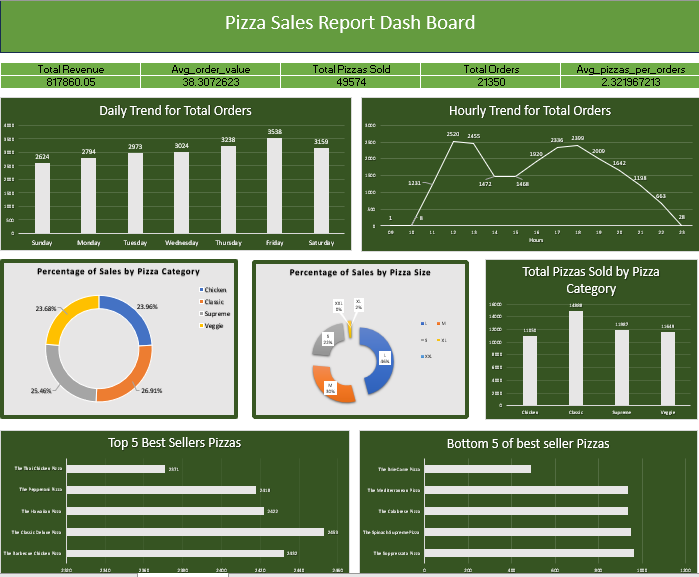 Pizza Sales Report Dash Board
Total Revenue Avg_order_value Total Pizzas Sold Total Orders Avg_pizzas_per_orders
817860.05 38.3072623 49574 21350 2.321967213
Daily Trend for Total Orders
4000
3500
3000
2500
2000
1500
1000
500
0
2624 2794 2973 3024 3238 3538 3159
Sunday Monday Tuesday Wednesday Thursday Friday Saturday
Hourly Trend for Total Orders
3000
2500
2000
1500
1000
500
0
1 8 1231 2520 2455 1472 1468 1920 2336 2399 2009 1642 1198 663 28
09 10 11 12 13 14 15 16 17 18 19 20 21 22 23
Hours
Percentage of Sales by Pizza Category
23.68% 23.96%
25.46% 26.91%
Chicken
Classic
Supreme
Veggie
Percentage of Sales by Pizza Size
XXL
0%
XL
2%
S
22%
L
46%
M
30%
L M
S XL
XXL
Total Pizzas Sold by Pizza
Category
16000
14000
12000
10000
8000
6000
4000
2000
0
11050 14888 11987 11649
Chicken Classic Supreme Veggie
Top 5 Best Sellers Pizzas
The Thai Chicken Pizza 2371
The Pepperoni Pizza 2418
The Hawaiian Pizza 2422
The Classic Deluxe Pizza 2453
The Barbecue Chicken Pizza 2432
2320 2340 2360 2380 2400 2420 2440 2460
Bottom 5 of best seller Pizzas
The Brie Carre Pizza
The Mediterranean Pizza
The Calabrese Pizza
The Spinach Supreme Pizza
The Soppressata Pizza
0 200 400 600 800 1000 1200